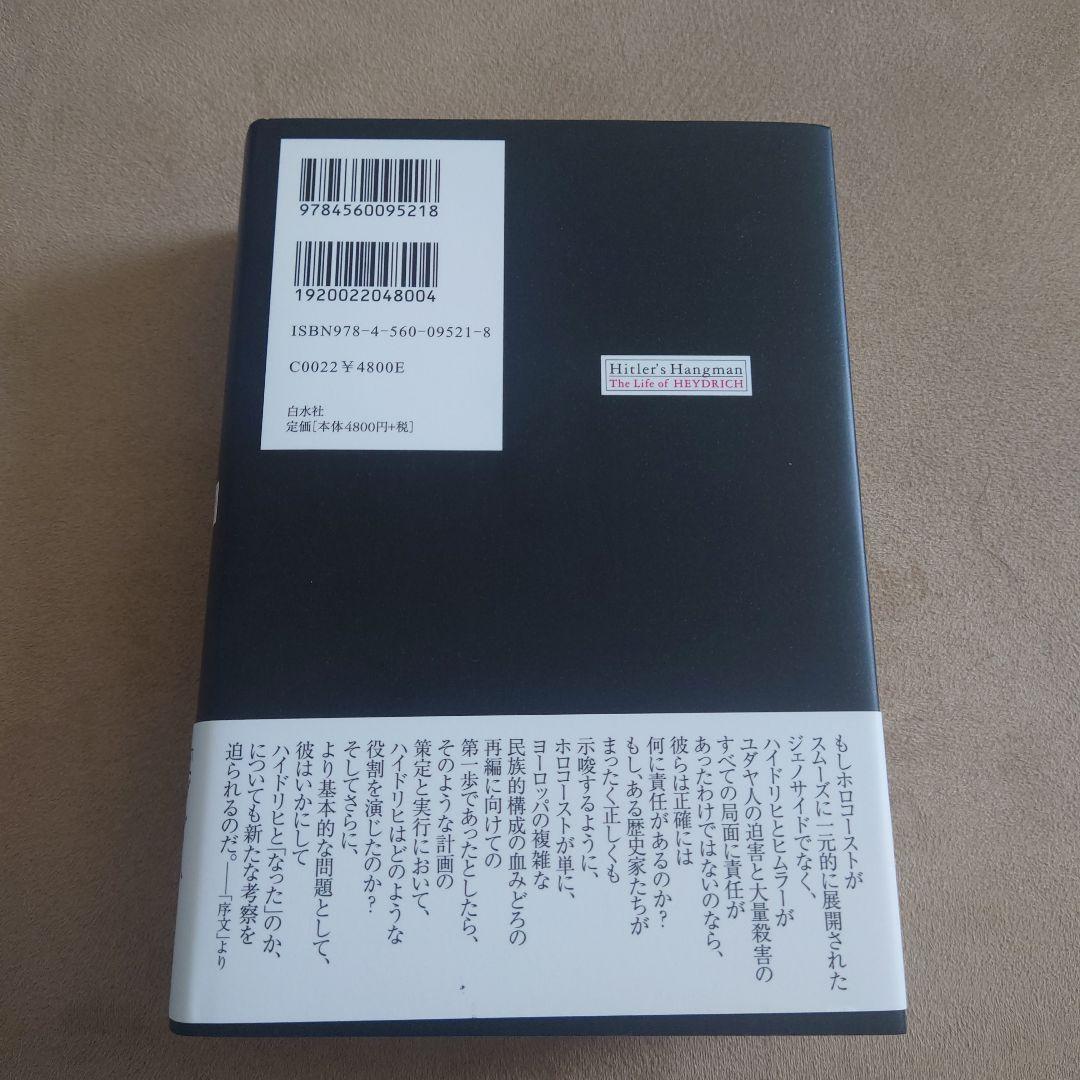 9784560095218
1920022048004
ISBN978-4-560-09521-8
C0022 ¥4800E
白水社
定価[本体4800円+税]
Hitler's Hangman
The Life of HEYDRICH
もしホロコーストが
スムーズに一元的に展開された
ジェノサイドでなく、
ハイドリヒとヒムラーが
ユダヤ人の迫害と大量殺害の
すべての局面に責任が
あったわけではないのなら、
彼らは正確には
何に責任があるのか?
もし、ある歴史家たちが
まったく正しくも
示唆するように、
ホロコーストが単に、
ヨーロッパの複雑な
民族的構成の血みどろの
再編に向けての
第一歩であったとしたら、
そのような計画の
策定と実行において、
ハイドリヒはどのような
役割を演じたのか?
そしてさらに、
より基本的な問題として、
彼はいかにして
ハイドリヒと「なった」のか、
についても新たな考察を
迫られるのだ。——「序文」より